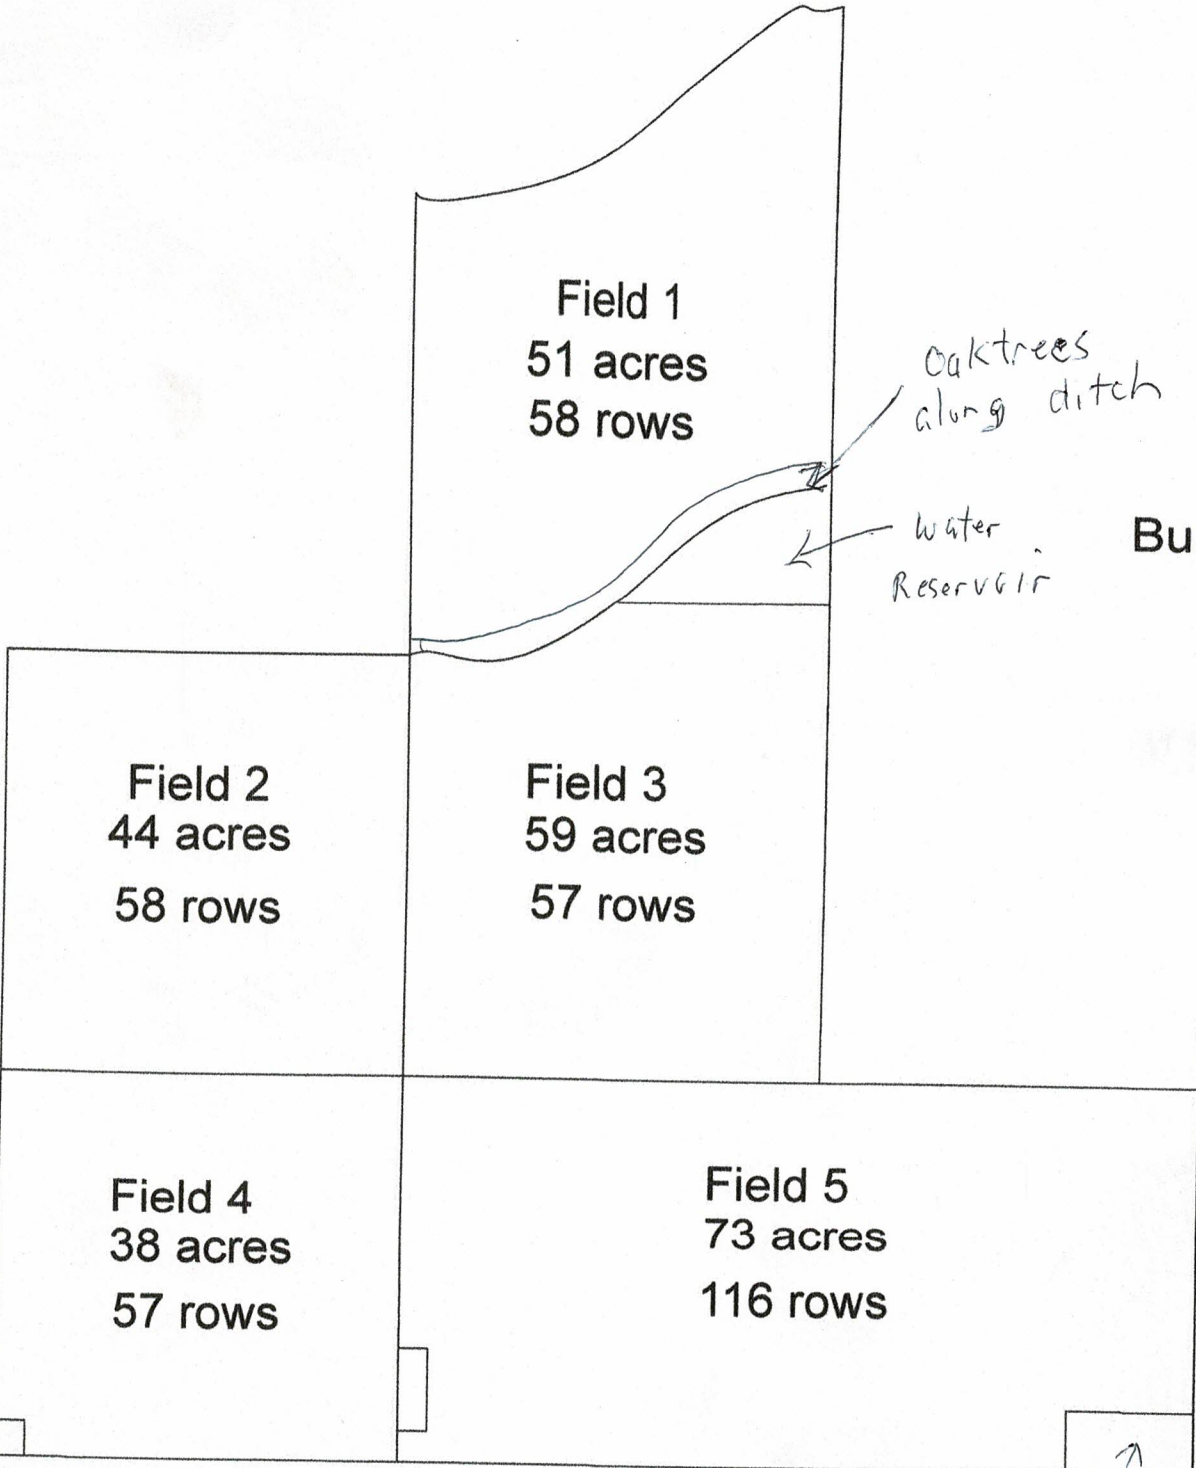 Field 1
51 acres
58 rows
Oaktrees
along ditch
water
Reservoir
Bu
Field 2
44 acres
58 rows
Field 3
59 acres
57 rows
Field 4
38 acres
57 rows
Field 5
73 acres
116 rows